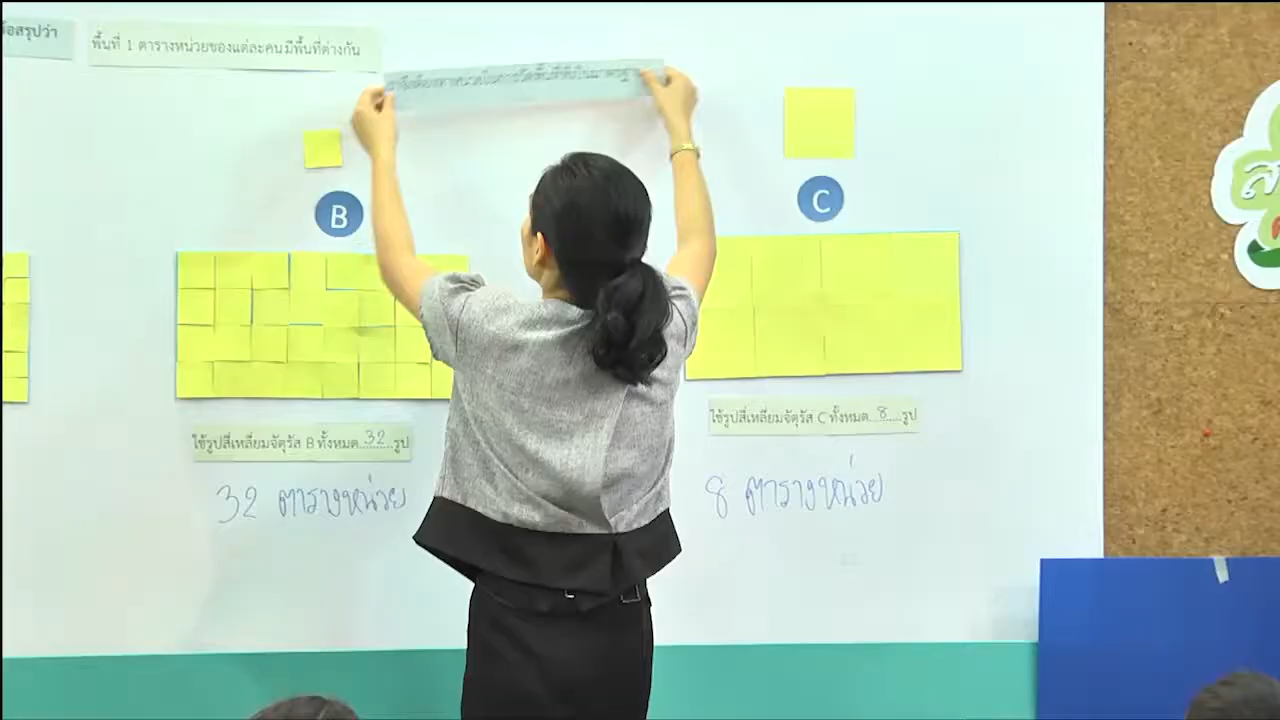 ข้อสรุปว่า
พื้นที่ 1 ตารางหน่วยของแต่ละคนมีพื้นที่ต่างกัน
B
C
ใช้รูปสี่เหลี่ยมจัตุรัส B ทั้งหมด...32...รูป
ใช้รูปสี่เหลี่ยมจัตุรัส C ทั้งหมด...8...รูป
32 ตารางหน่วย
8 ตารางหน่วย